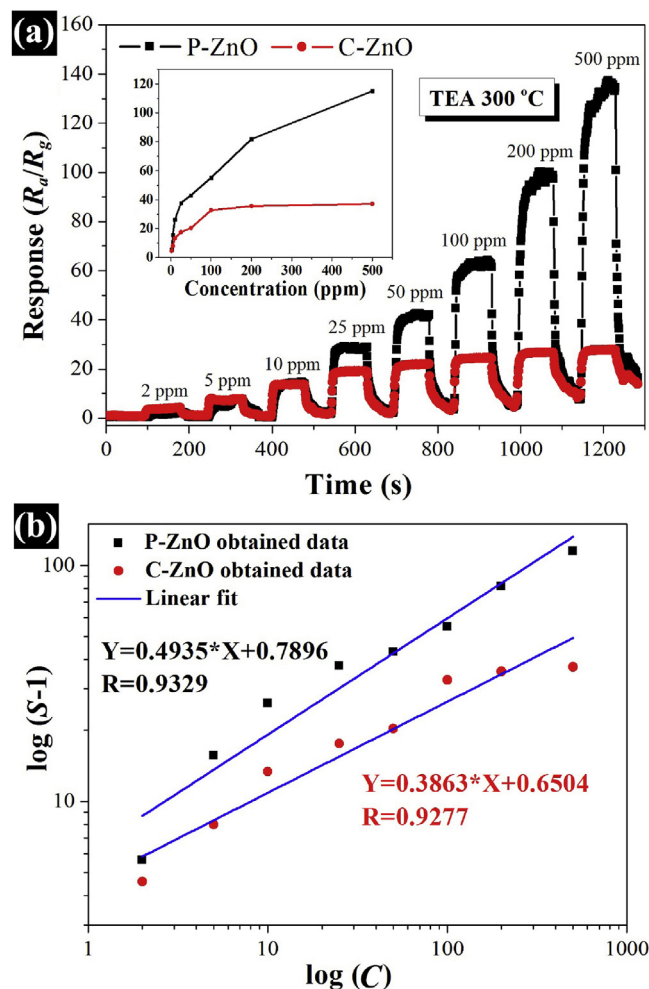 (a)
160
140
120
100
80
60
40
20
0
Response (Ra/Rg)
P-ZnO C-ZnO
TEA 300 °C
120
100
80
60
40
20
0
0 100 200 300 400 500
Concentration (ppm)
2 ppm
5 ppm
10 ppm
25 ppm
50 ppm
100 ppm
200 ppm
500 ppm
0 200 400 600 800 1000 1200
Time (s)
(b)
P-ZnO obtained data
C-ZnO obtained data
Linear fit
Y=0.4935*X+0.7896
R=0.9329
Y=0.3863*X+0.6504
R=0.9277
100
10
log (S-1)
1 10 100 1000
log (C)